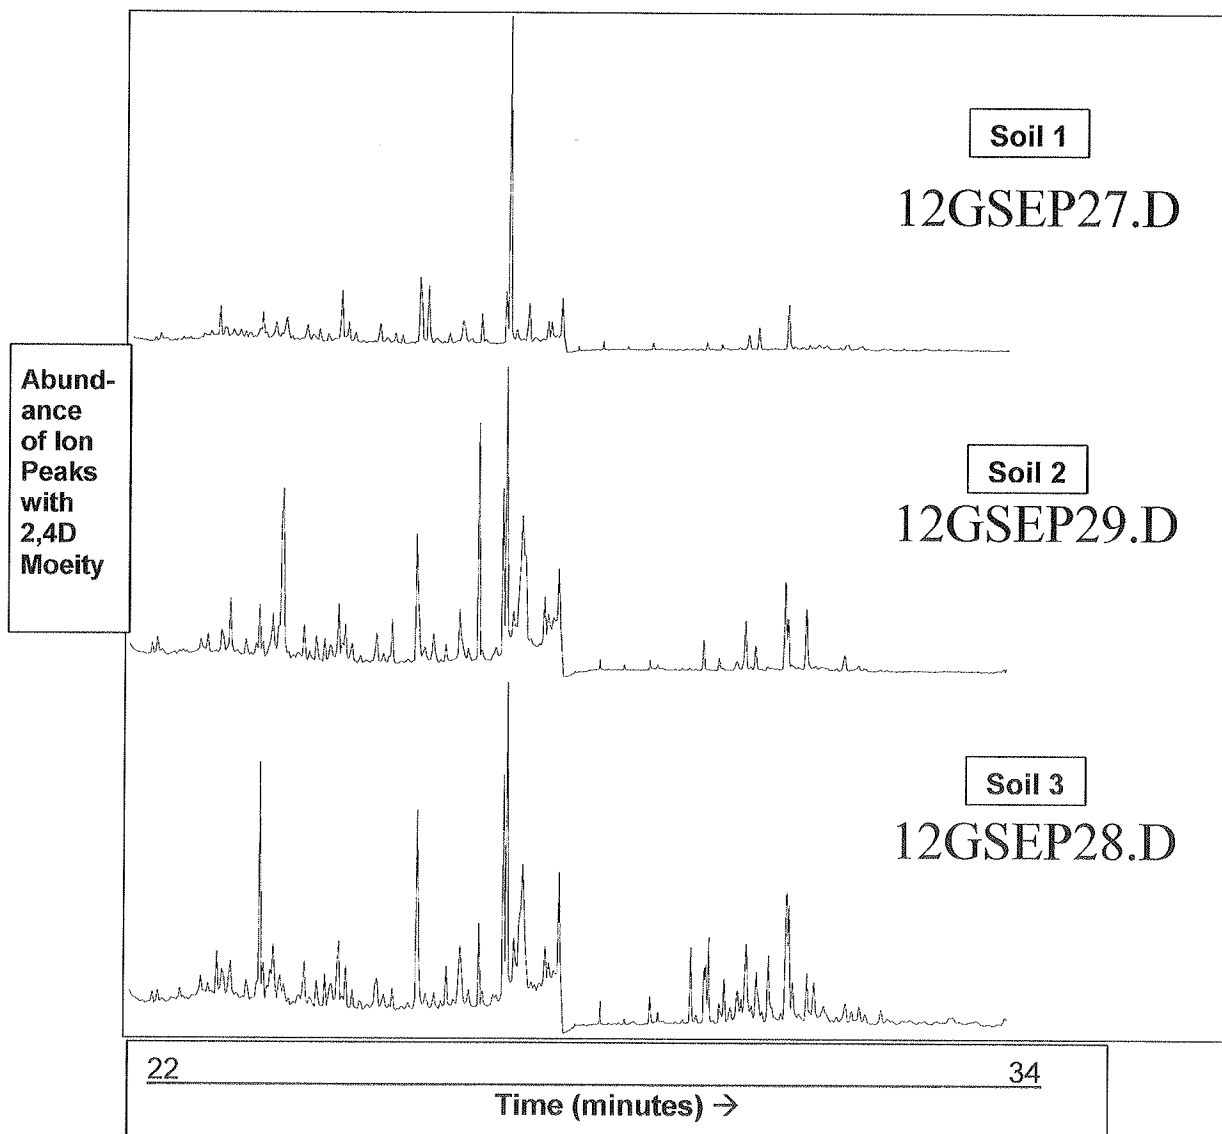 Soil 1
12GSEP27.D
Abund-
ance
of Ion
Peaks
with
2,4D
Moeity
Soil 2
12GSEP29.D
Soil 3
12GSEP28.D
22 34
Time (minutes) →